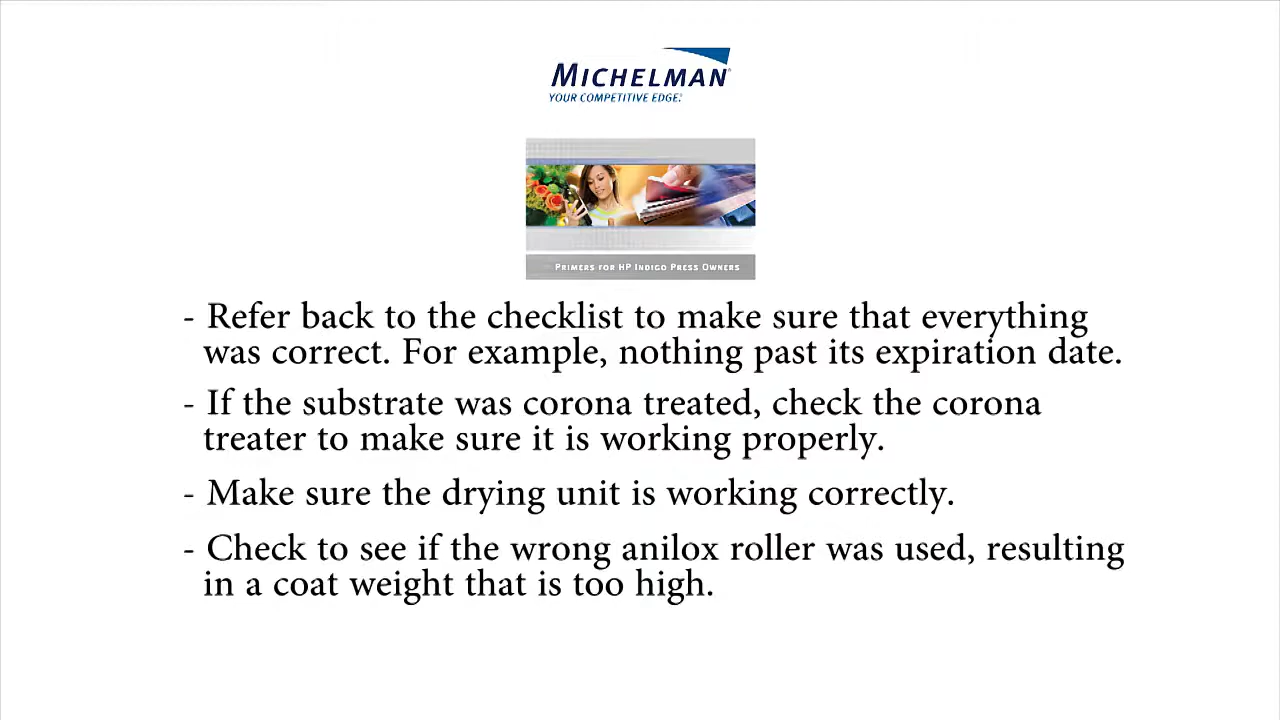 MICHELMAN®
YOUR COMPETITIVE EDGE.®
PRIMERS FOR HP INDIGO PRESS OWNERS
- Refer back to the checklist to make sure that everything
was correct. For example, nothing past its expiration date.
- If the substrate was corona treated, check the corona
treater to make sure it is working properly.
- Make sure the drying unit is working correctly.
- Check to see if the wrong anilox roller was used, resulting
in a coat weight that is too high.